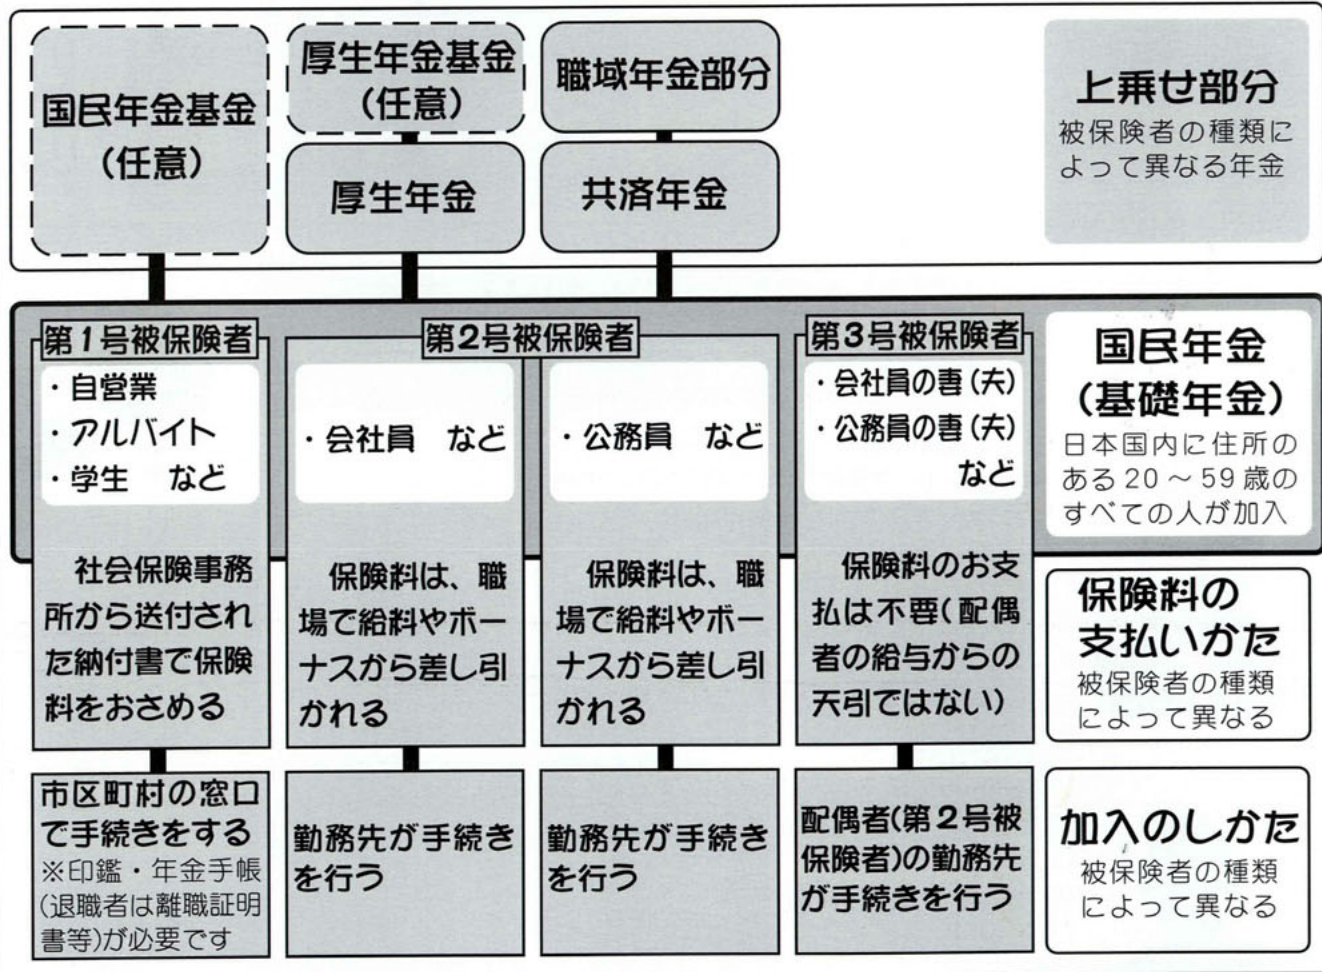 国民年金基金
(任意)
厚生年金基金
(任意)
厚生年金
職域年金部分
共済年金
上乗せ部分
被保険者の種類に
よって異なる年金
第1号被保険者
・自営業
・アルバイト
・学生　など
第2号被保険者
・会社員　など
・公務員　など
第3号被保険者
・会社員の妻(夫)
・公務員の妻(夫)
など
国民年金
(基礎年金)
日本国内に住所の
ある20～59歳の
すべての人が加入
社会保険事務
所から送付され
た納付書で保険
料をおさめる
保険料は、職
場で給料やボー
ナスから差し引
かれる
保険料は、職
場で給料やボー
ナスから差し引
かれる
保険料のお支
払は不要(配偶
者の給与からの
天引ではない)
保険料の
支払いかた
被保険者の種類
によって異なる
市区町村の窓口
で手続きをする
※印鑑・年金手帳
(退職者は離職証明
書等)が必要です
勤務先が手続き
を行う
勤務先が手続き
を行う
配偶者(第2号被
保険者)の勤務先
が手続きを行う
加入のしかた
被保険者の種類
によって異なる